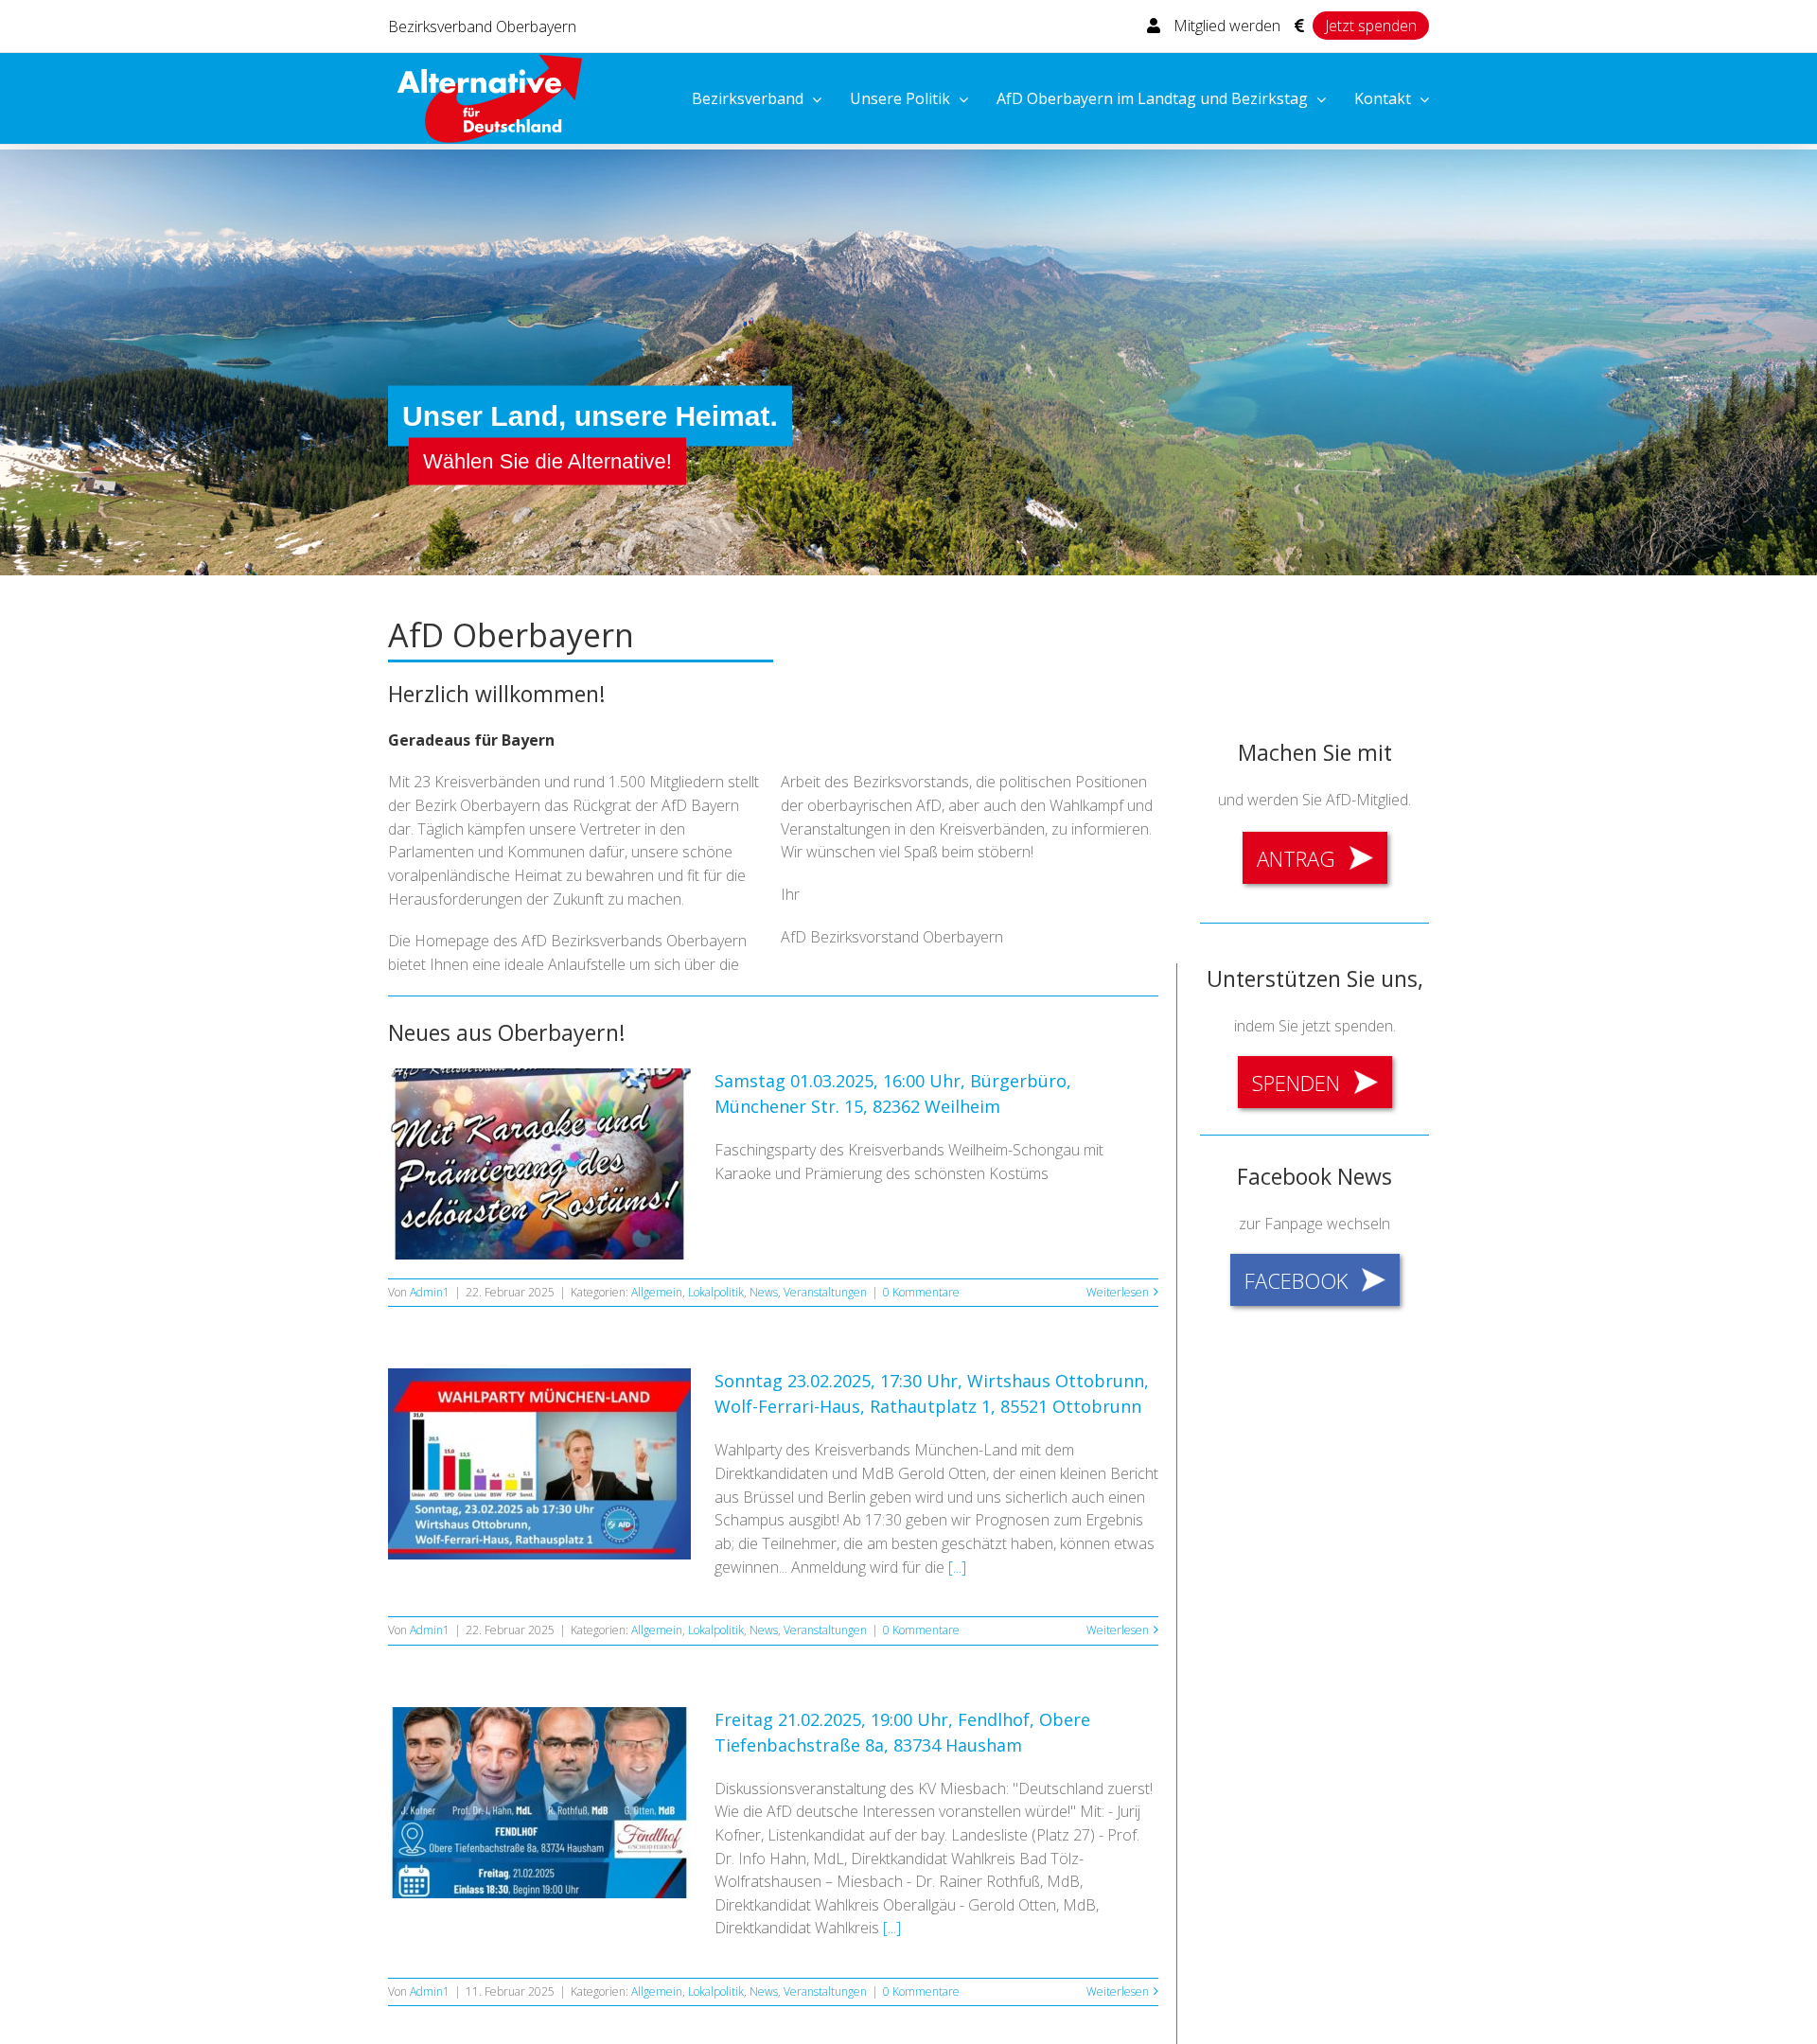 Bezirksverband Oberbayern
Mitglied werden € Jetzt spenden
Alternative
für
Deutschland
Bezirksverband Unsere Politik AfD Oberbayern im Landtag und Bezirkstag Kontakt
Unser Land, unsere Heimat.
Wählen Sie die Alternative!
AfD Oberbayern
Herzlich willkommen!
Geradeaus für Bayern
Mit 23 Kreisverbänden und rund 1.500 Mitgliedern stellt
der Bezirk Oberbayern das Rückgrat der AfD Bayern
dar. Täglich kämpfen unsere Vertreter in den
Parlamenten und Kommunen dafür, unsere schöne
voralpenländische Heimat zu bewahren und fit für die
Herausforderungen der Zukunft zu machen.
Die Homepage des AfD Bezirksverbands Oberbayern
bietet Ihnen eine ideale Anlaufstelle um sich über die
Arbeit des Bezirksvorstands, die politischen Positionen
der oberbayrischen AfD, aber auch den Wahlkampf und
Veranstaltungen in den Kreisverbänden, zu informieren.
Wir wünschen viel Spaß beim stöbern!
Ihr
AfD Bezirksvorstand Oberbayern
Machen Sie mit
und werden Sie AfD-Mitglied.
ANTRAG
Unterstützen Sie uns,
indem Sie jetzt spenden.
SPENDEN
Facebook News
zur Fanpage wechseln
FACEBOOK
Neues aus Oberbayern!
Mit Karaoke und
Prämierung des
schönsten Kostüms!
Samstag 01.03.2025, 16:00 Uhr, Bürgerbüro,
Münchener Str. 15, 82362 Weilheim
Faschingsparty des Kreisverbands Weilheim-Schongau mit
Karaoke und Prämierung des schönsten Kostüms
Von Admin1 | 22. Februar 2025 | Kategorien: Allgemein, Lokalpolitik, News, Veranstaltungen | 0 Kommentare Weiterlesen
WAHLPARTY MÜNCHEN-LAND
Union AfD SPD Grüne Linke BSW FDP Sonst.
Sonntag, 23.02.2025 ab 17:30 Uhr
Wirtshaus Ottobrunn,
Wolf-Ferrari-Haus, Rathausplatz 1
AfD
Sonntag 23.02.2025, 17:30 Uhr, Wirtshaus Ottobrunn,
Wolf-Ferrari-Haus, Rathautplatz 1, 85521 Ottobrunn
Wahlparty des Kreisverbands München-Land mit dem
Direktkandidaten und MdB Gerold Otten, der einen kleinen Bericht
aus Brüssel und Berlin geben wird und uns sicherlich auch einen
Schampus ausgibt! Ab 17:30 geben wir Prognosen zum Ergebnis
ab; die Teilnehmer, die am besten geschätzt haben, können etwas
gewinnen... Anmeldung wird für die [...]
Von Admin1 | 22. Februar 2025 | Kategorien: Allgemein, Lokalpolitik, News, Veranstaltungen | 0 Kommentare Weiterlesen
J. Kofner Prof. Dr. I. Hahn, MdL R. Rothfuß, MdB G. Otten, MdB
FENDLHOF
Obere Tiefenbachstraße 8a, 83734 Hausham
Fendlhof
Freitag, 21.02.2025
Einlass 18:30, Beginn 19:00 Uhr
Freitag 21.02.2025, 19:00 Uhr, Fendlhof, Obere
Tiefenbachstraße 8a, 83734 Hausham
Diskussionsveranstaltung des KV Miesbach: "Deutschland zuerst!
Wie die AfD deutsche Interessen voranstellen würde!" Mit: - Jurij
Kofner, Listenkandidat auf der bay. Landesliste (Platz 27) - Prof.
Dr. Info Hahn, MdL, Direktkandidat Wahlkreis Bad Tölz-
Wolfratshausen – Miesbach - Dr. Rainer Rothfuß, MdB,
Direktkandidat Wahlkreis Oberallgäu - Gerold Otten, MdB,
Direktkandidat Wahlkreis [...]
Von Admin1 | 11. Februar 2025 | Kategorien: Allgemein, Lokalpolitik, News, Veranstaltungen | 0 Kommentare Weiterlesen